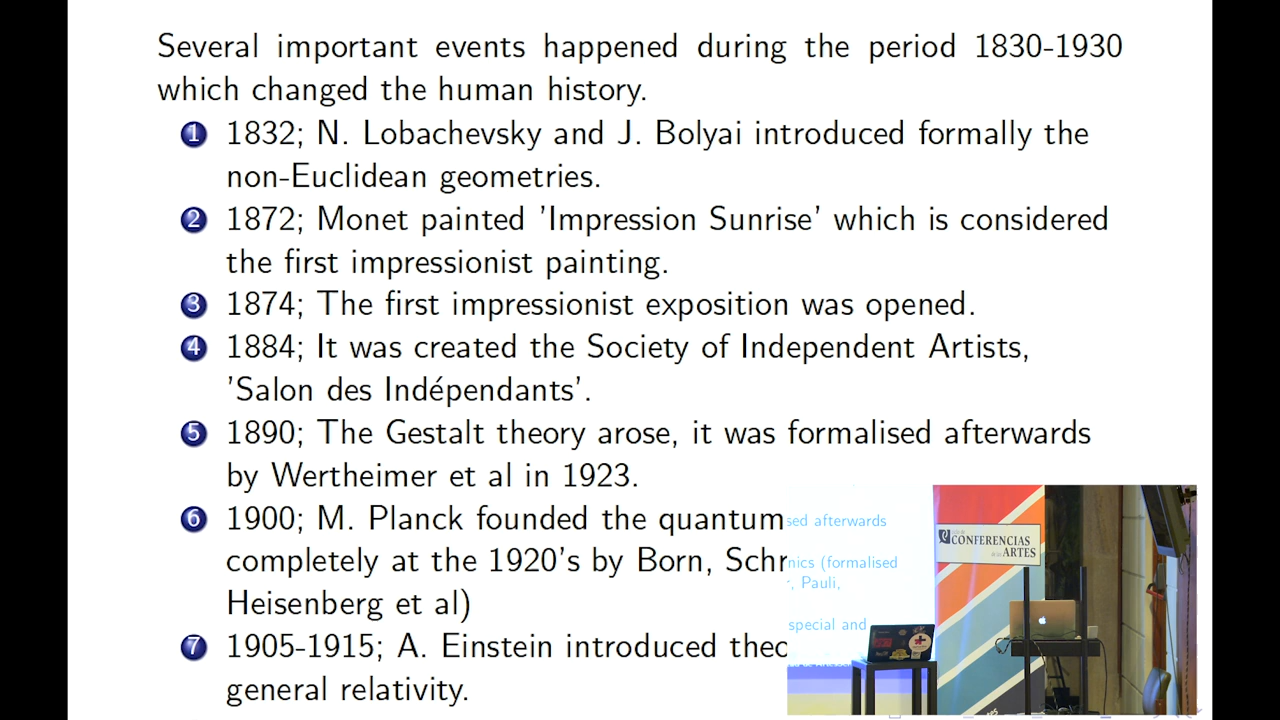 Several important events happened during the period 1830-1930
which changed the human history.
1 1832; N. Lobachevsky and J. Bolyai introduced formally the
non-Euclidean geometries.
2 1872; Monet painted 'Impression Sunrise' which is considered
the first impressionist painting.
3 1874; The first impressionist exposition was opened.
4 1884; It was created the Society of Independent Artists,
'Salon des Indépendants'.
5 1890; The Gestalt theory arose, it was formalised afterwards
by Wertheimer et al in 1923.
6 1900; M. Planck founded the quantum
completely at the 1920's by Born, Schr
Heisenberg et al)
7 1905-1915; A. Einstein introduced theo
general relativity.
sed afterwards
nics (formalised
r, Pauli,
special and
CONFERENCIAS
de las ARTES